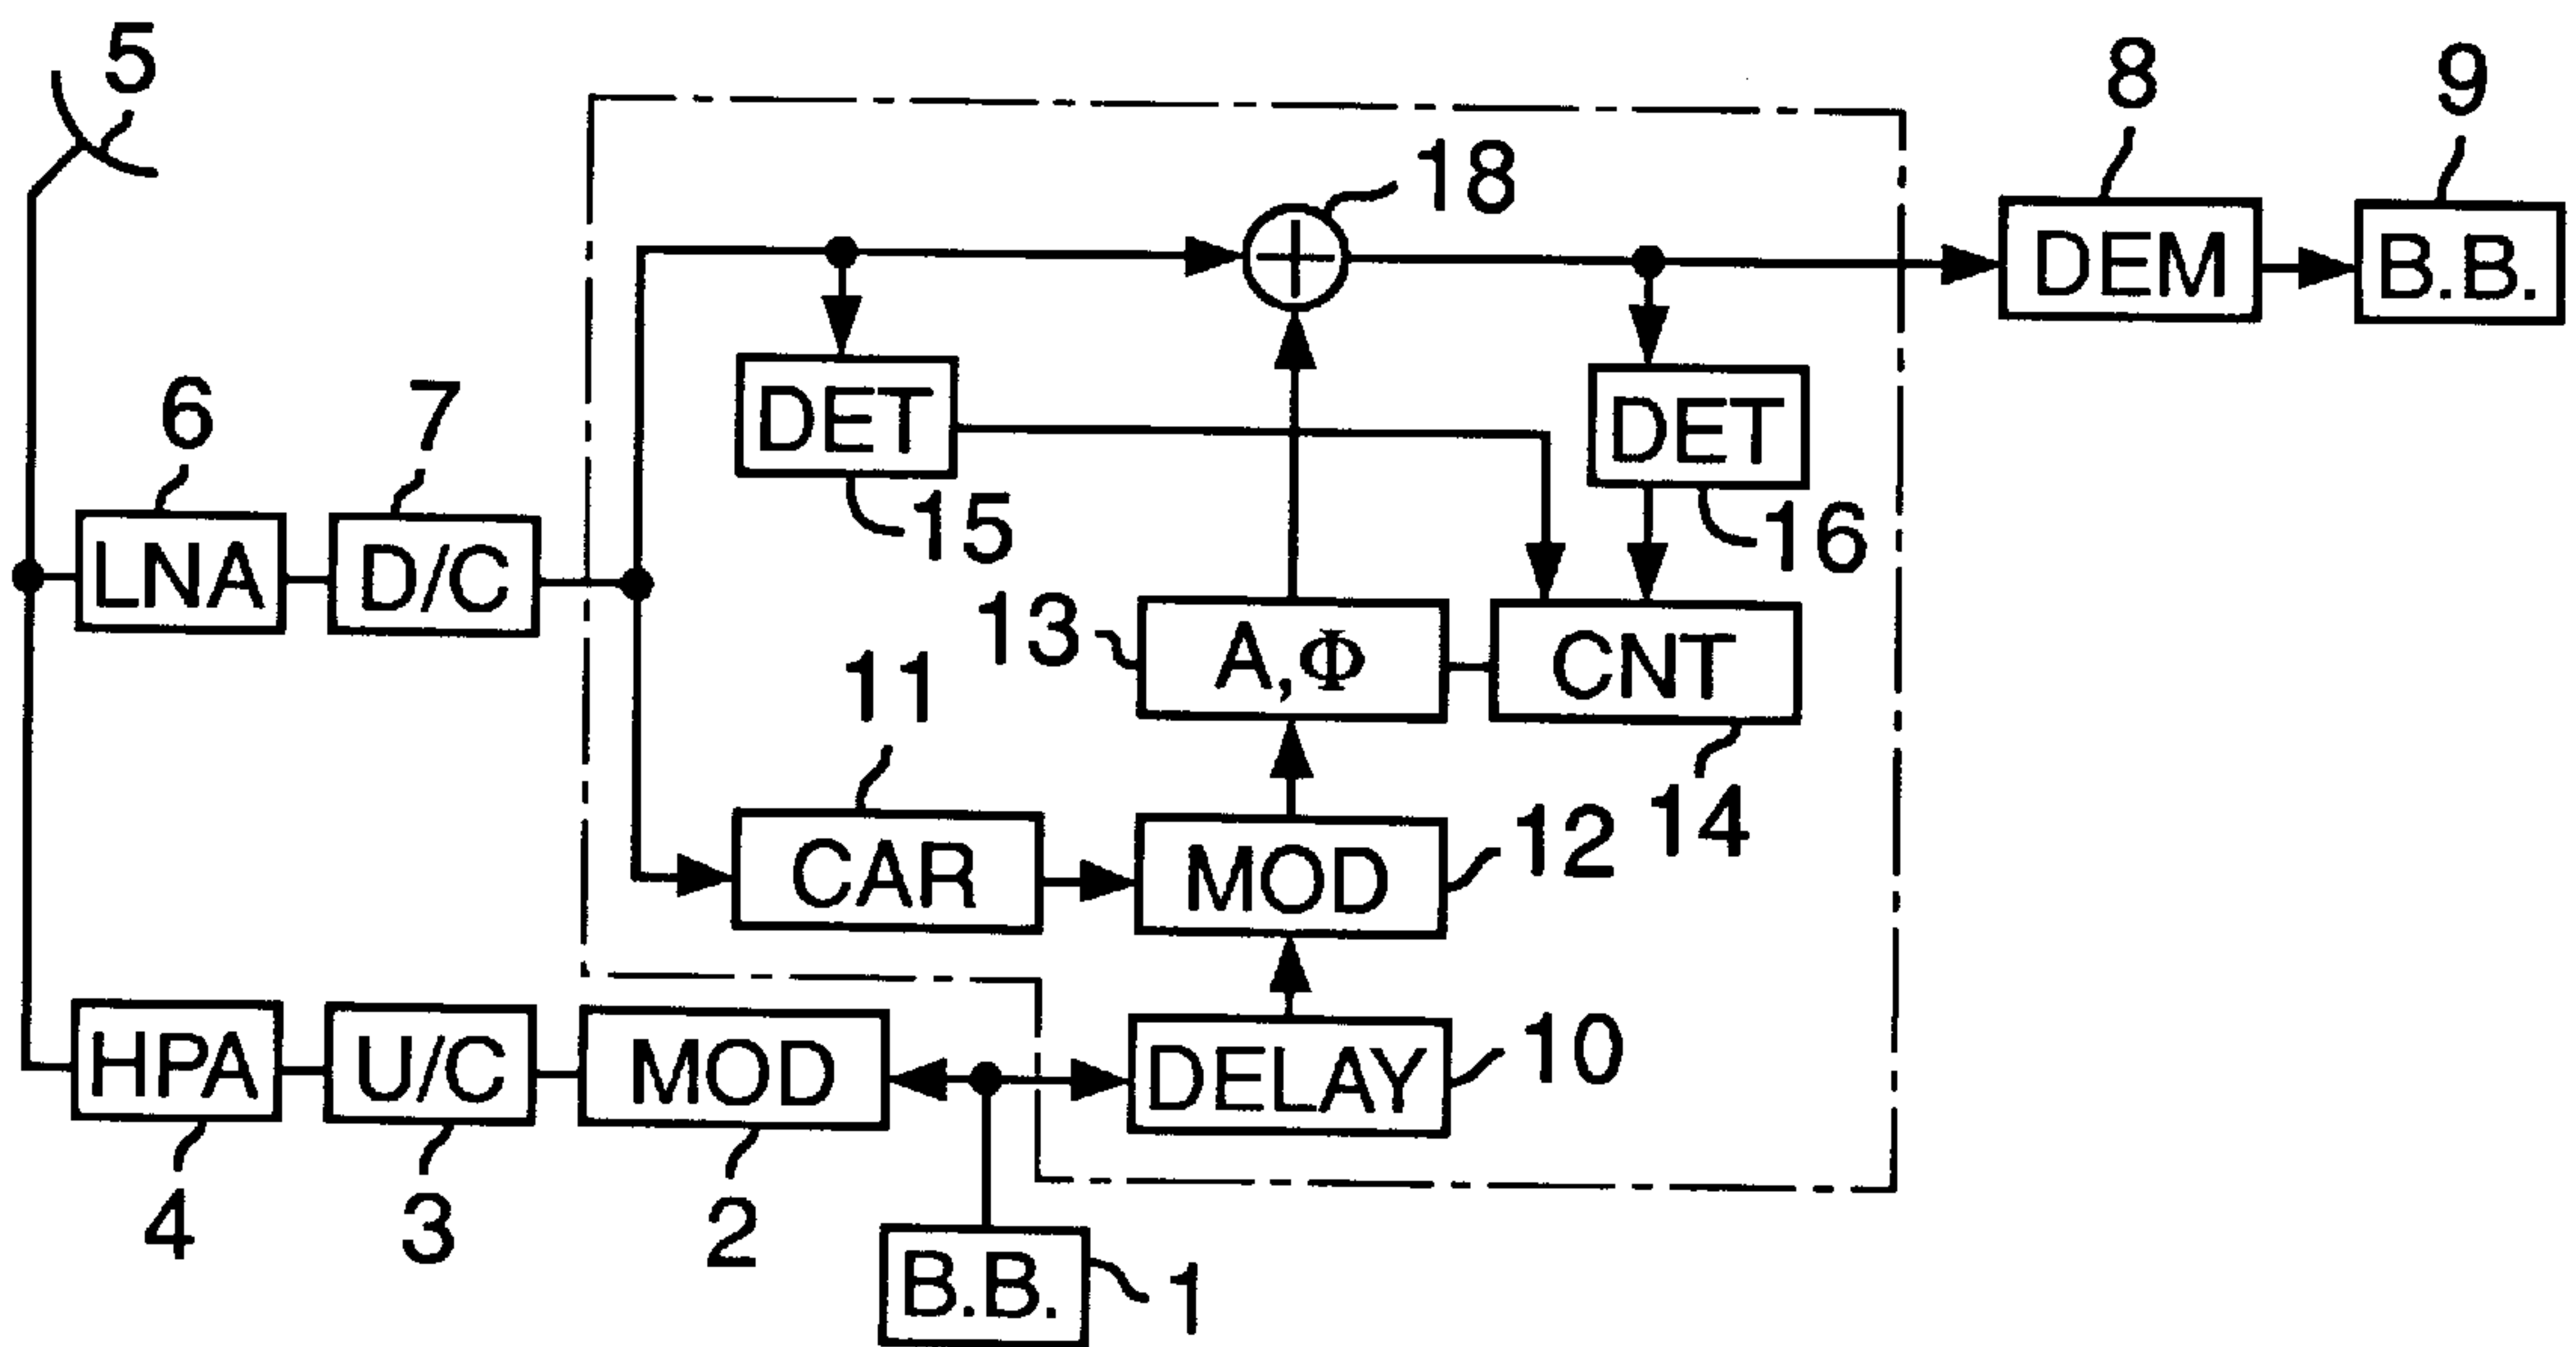 5
8
9
18
DEM
B.B.
6
7
DET
DET
15
16
LNA
D/C
13
A,Φ
CNT
11
14
CAR
MOD
12
HPA
U/C
MOD
DELAY
10
4
3
2
B.B.
1